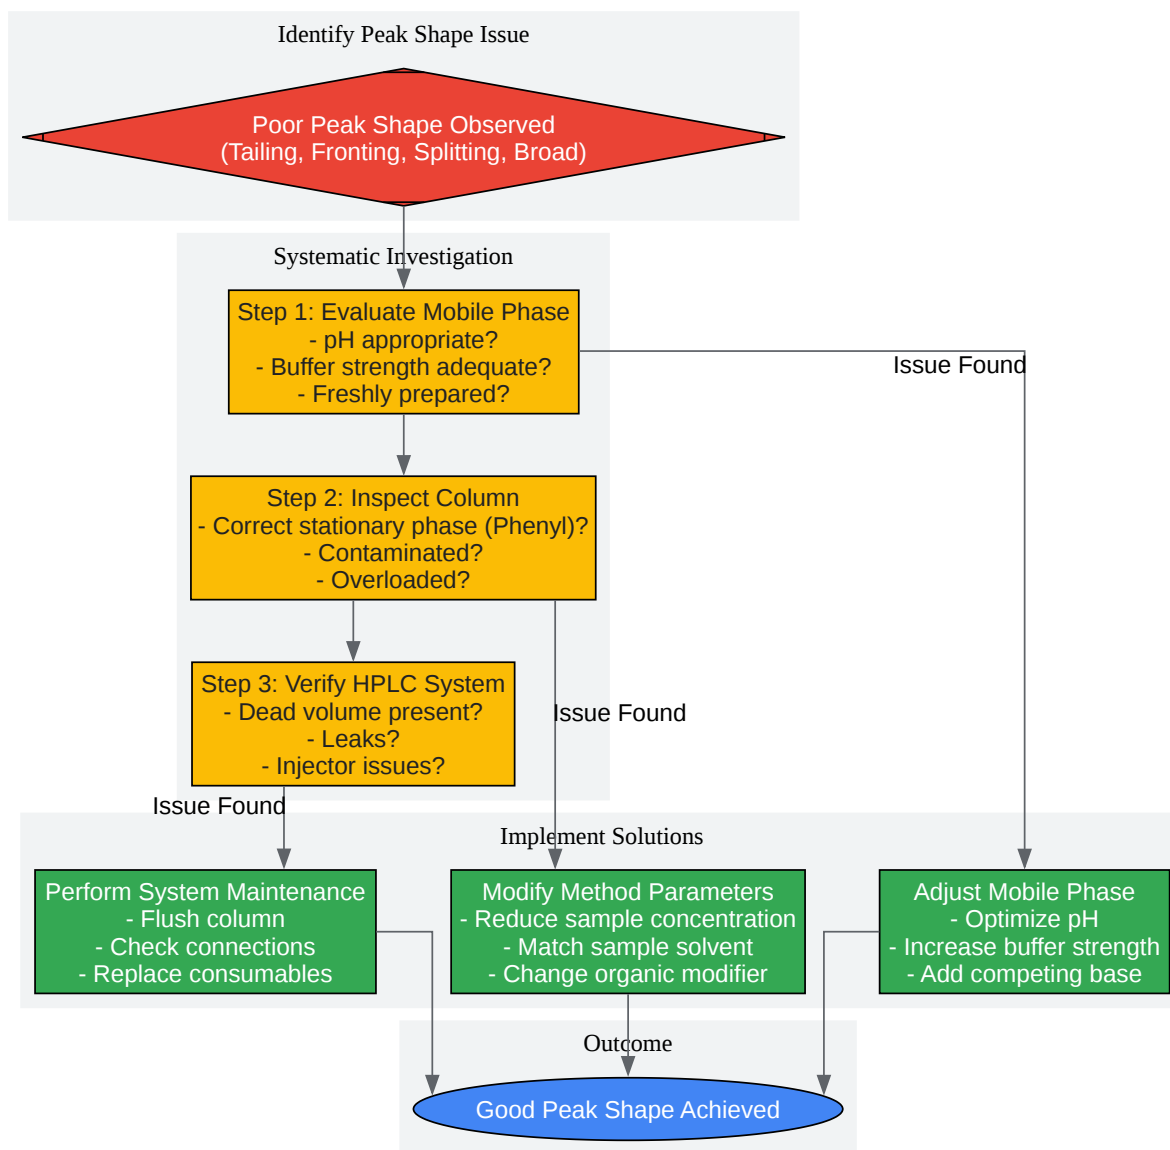 Identify Peak Shape Issue
Poor Peak Shape Observed
(Tailing, Fronting, Splitting, Broad)
Systematic Investigation
Step 1: Evaluate Mobile Phase
- pH appropriate?
- Buffer strength adequate?
- Freshly prepared?
Issue Found
Step 2: Inspect Column
- Correct stationary phase (Phenyl)?
- Contaminated?
- Overloaded?
Step 3: Verify HPLC System
- Dead volume present?
- Leaks?
- Injector issues?
Issue Found
Issue Found
Implement Solutions
Perform System Maintenance
- Flush column
- Check connections
- Replace consumables
Modify Method Parameters
- Reduce sample concentration
- Match sample solvent
- Change organic modifier
Adjust Mobile Phase
- Optimize pH
- Increase buffer strength
- Add competing base
Outcome
Good Peak Shape Achieved